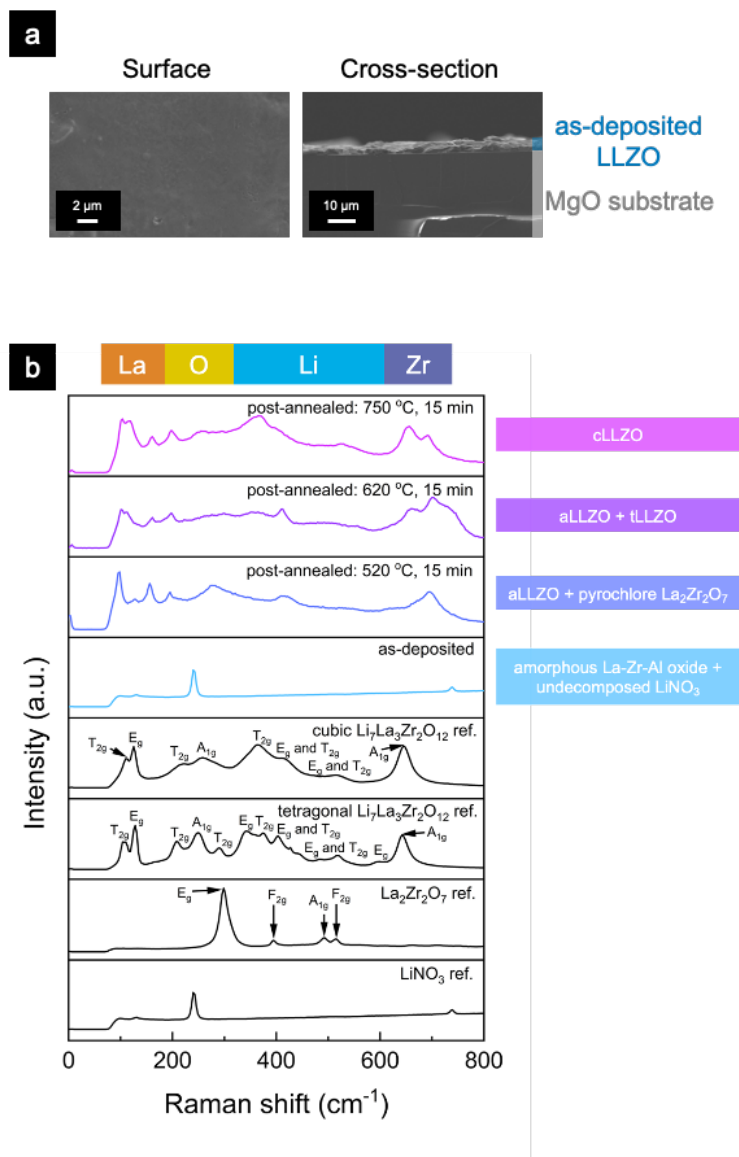 a
Surface
Cross-section
2 µm
10 µm
as-deposited
LLZO
MgO substrate
b
La O Li Zr
post-annealed: 750 °C, 15 min
cLLZO
post-annealed: 620 °C, 15 min
aLLZO + tLLZO
post-annealed: 520 °C, 15 min
aLLZO + pyrochlore La₂Zr₂O₇
as-deposited
amorphous La-Zr-Al oxide +
undecomposed LiNO₃
cubic Li₇La₃Zr₂O₁₂ ref.
T₂g
Eg
T₂g
A₁g
T₂g
Eg and T₂g
Eg and T₂g
A₁g
tetragonal Li₇La₃Zr₂O₁₂ ref.
T₂g
Eg
T₂g
A₁g
T₂g
Eg
T₂g
Eg and T₂g
Eg and T₂g
Eg
A₁g
La₂Zr₂O₇ ref.
Eg
F₂g
A₁g
F₂g
LiNO₃ ref.
Intensity (a.u.)
0 200 400 600 800
Raman shift (cm⁻¹)